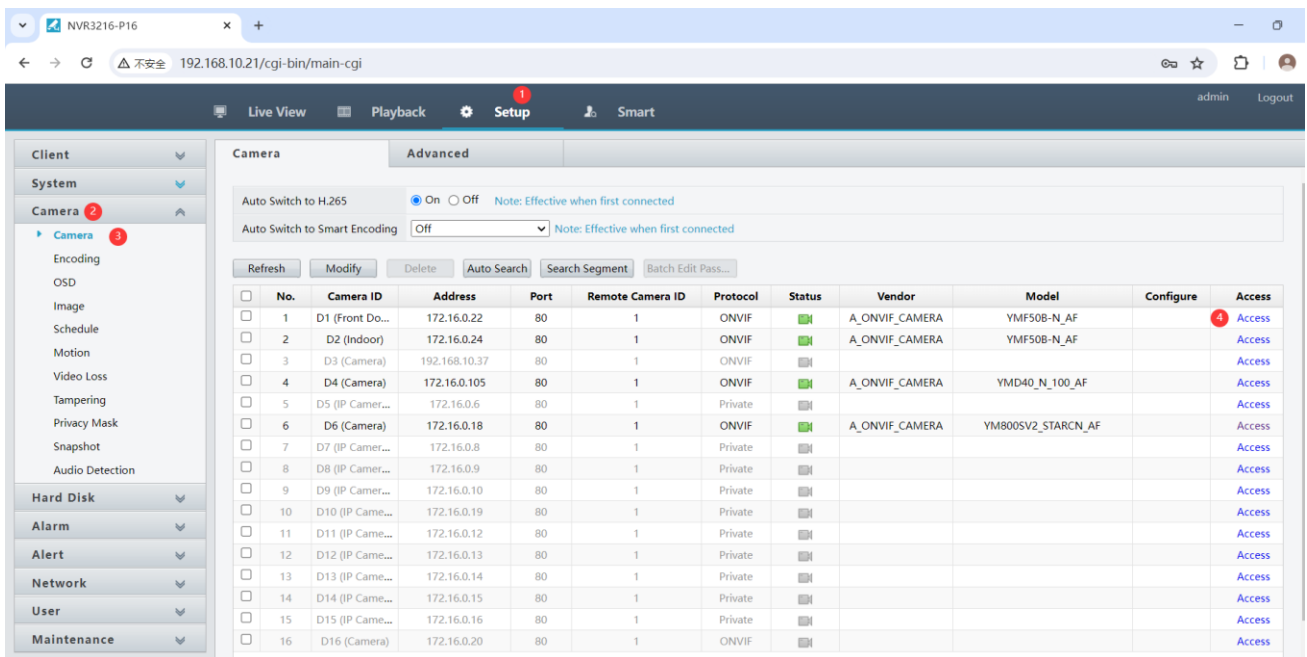 NVR3216-P16
不安全 192.168.10.21/cgi-bin/main-cgi
Live View Playback Setup 1 Smart admin Logout
Client
System
Camera 2
Camera 3
Encoding
OSD
Image
Schedule
Motion
Video Loss
Tampering
Privacy Mask
Snapshot
Audio Detection
Hard Disk
Alarm
Alert
Network
User
Maintenance
Camera Advanced
Auto Switch to H.265 On Off Note: Effective when first connected
Auto Switch to Smart Encoding Off Note: Effective when first connected
Refresh Modify Delete Auto Search Search Segment Batch Edit Pass...
No. Camera ID Address Port Remote Camera ID Protocol Status Vendor Model Configure Access
1 D1 (Front Do... 172.16.0.22 80 1 ONVIF A_ONVIF_CAMERA YMF50B-N_AF 4 Access
2 D2 (Indoor) 172.16.0.24 80 1 ONVIF A_ONVIF_CAMERA YMF50B-N_AF Access
3 D3 (Camera) 192.168.10.37 80 1 ONVIF Access
4 D4 (Camera) 172.16.0.105 80 1 ONVIF A_ONVIF_CAMERA YMD40_N_100_AF Access
5 D5 (IP Camer... 172.16.0.6 80 1 Private Access
6 D6 (Camera) 172.16.0.18 80 1 ONVIF A_ONVIF_CAMERA YM800SV2_STARCN_AF Access
7 D7 (IP Camer... 172.16.0.8 80 1 Private Access
8 D8 (IP Camer... 172.16.0.9 80 1 Private Access
9 D9 (IP Camer... 172.16.0.10 80 1 Private Access
10 D10 (IP Came... 172.16.0.19 80 1 Private Access
11 D11 (IP Came... 172.16.0.12 80 1 Private Access
12 D12 (IP Came... 172.16.0.13 80 1 Private Access
13 D13 (IP Came... 172.16.0.14 80 1 Private Access
14 D14 (IP Came... 172.16.0.15 80 1 Private Access
15 D15 (IP Came... 172.16.0.16 80 1 Private Access
16 D16 (Camera) 172.16.0.20 80 1 ONVIF Access